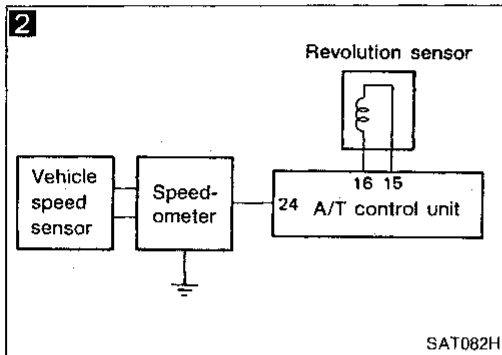 2
Revolution sensor
Vehicle
speed
sensor
Speed-
ometer
16 15
24 A/T control unit
SAT082H